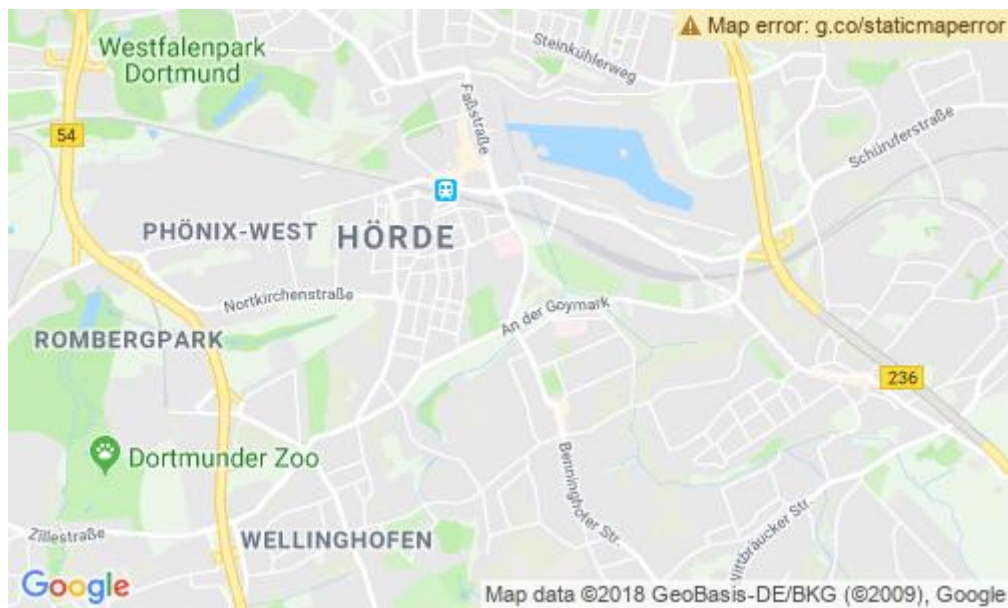 Map error: g.co/staticmaperror
Westfalenpark
Dortmund
Steinkühlerweg
Faßstraße
54
Schüruferstraße
PHÖNIX-WEST
HÖRDE
Nortkirchenstraße
An der Goymark
ROMBERGPARK
236
Dortmunder Zoo
Benninghofer Str.
Zillestraße
WELLINGHOFEN
Wittbräucker Str.
Google
Map data ©2018 GeoBasis-DE/BKG (©2009), Google